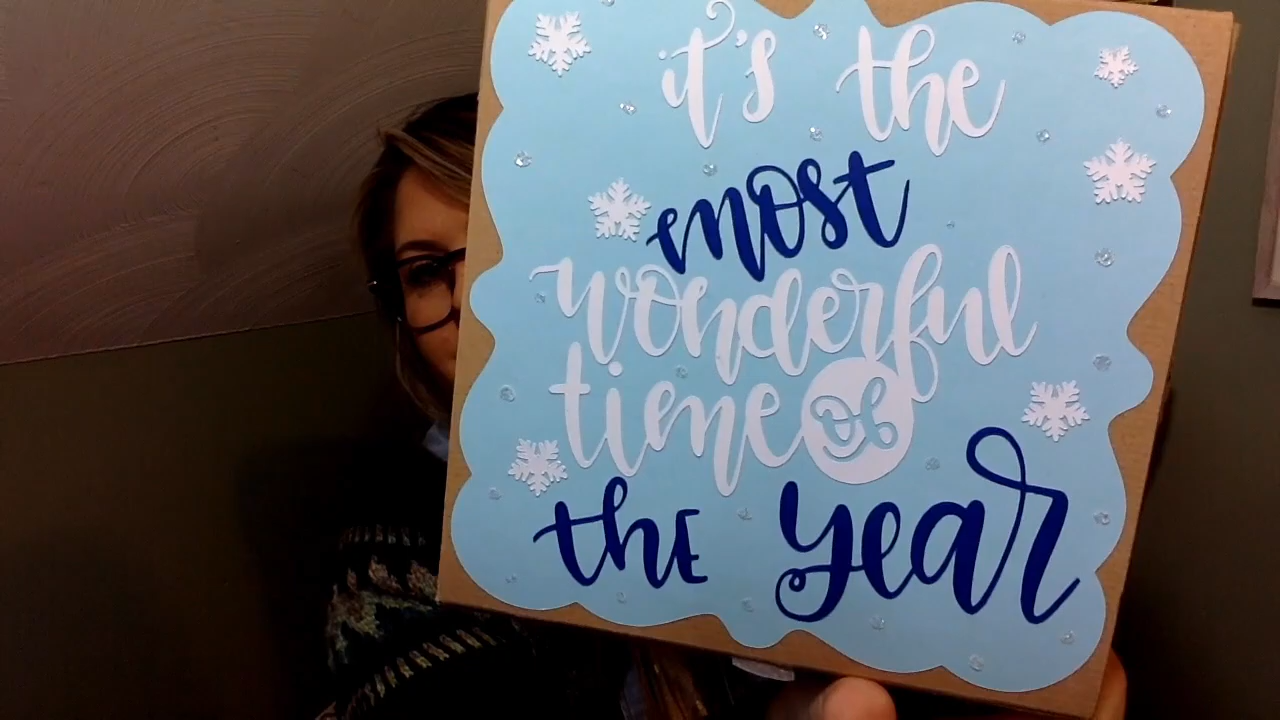 it's the
most
wonderful
time of
the year